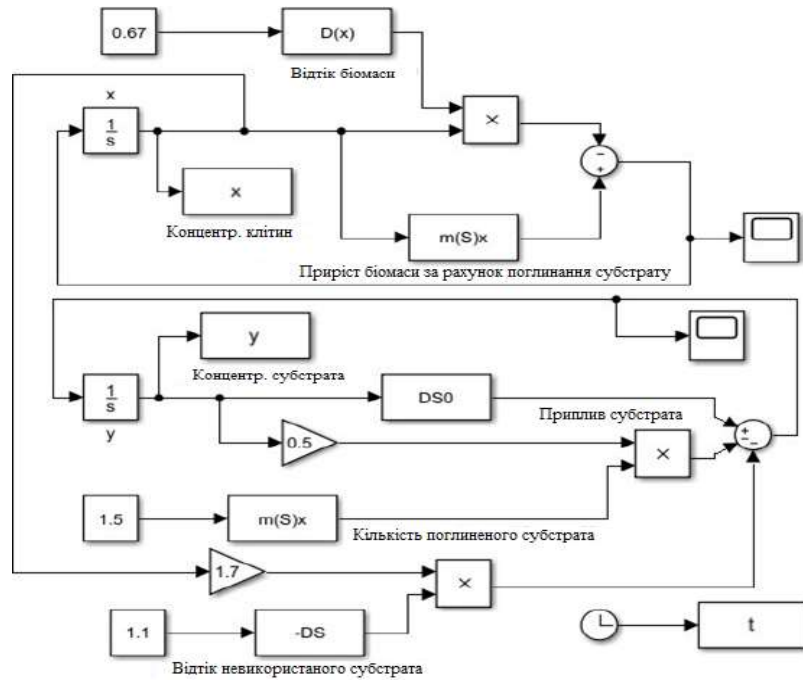 0.67
D(x)
Відтік біомаси
x
1
s
×
−
+
x
Концентр. клітин
m(S)x
Приріст біомаси за рахунок поглинання субстрату
y
Концентр. субстрата
1
s
y
DS0
Приплив субстрата
0.5
×
+
−
−
1.5
m(S)x
Кількість поглиненого субстрата
1.7
×
1.1
-DS
Відтік невикористаного субстрата
t